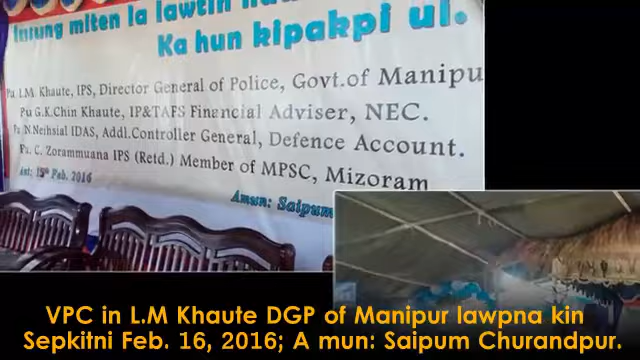 miten la lawtin
Ka hun kipakpi ui.
Pu L.M. Khaute, IPS, Director General of Police, Govt.of Manipu
Pu G.K.Chin Khaute, IP&TAFS Financial Adviser, NEC.
Pu N.Neihsial IDAS, Addl.Controller General, Defence Account.
Pu. C. Zorammuana IPS (Retd.) Member of MPSC, Mizoram
Feb. 2016
Amun: Saipum
VPC in L.M Khaute DGP of Manipur lawpna kin
Sepkitni Feb. 16, 2016; A mun: Saipum Churandpur.